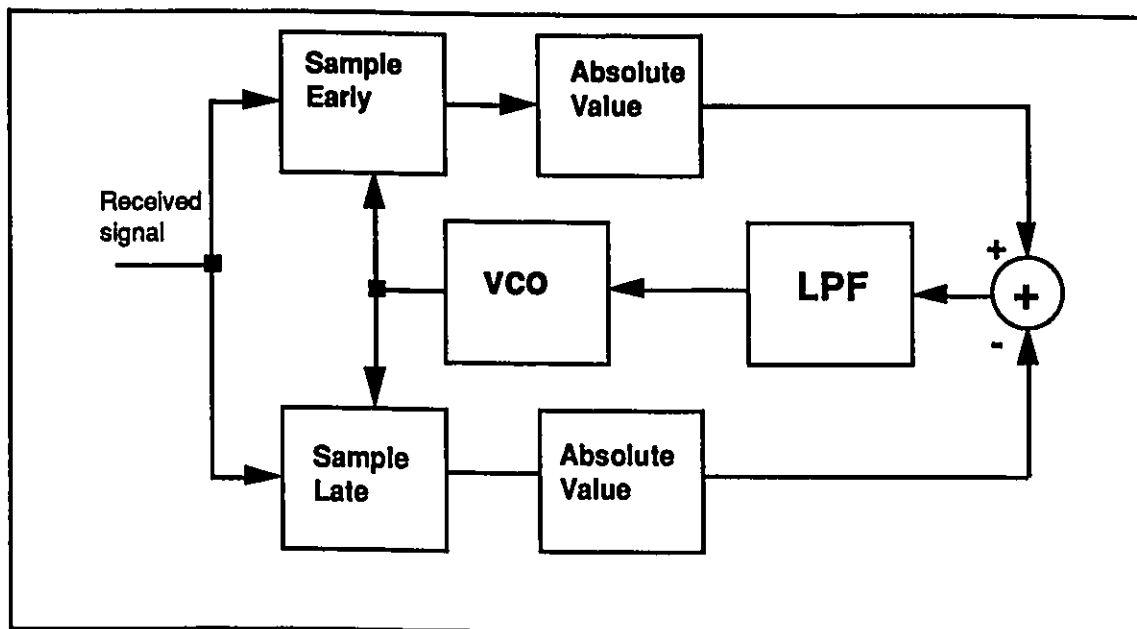 Sample
Early
Absolute
Value
Received
signal
VCO
LPF
+
+
-
Sample
Late
Absolute
Value